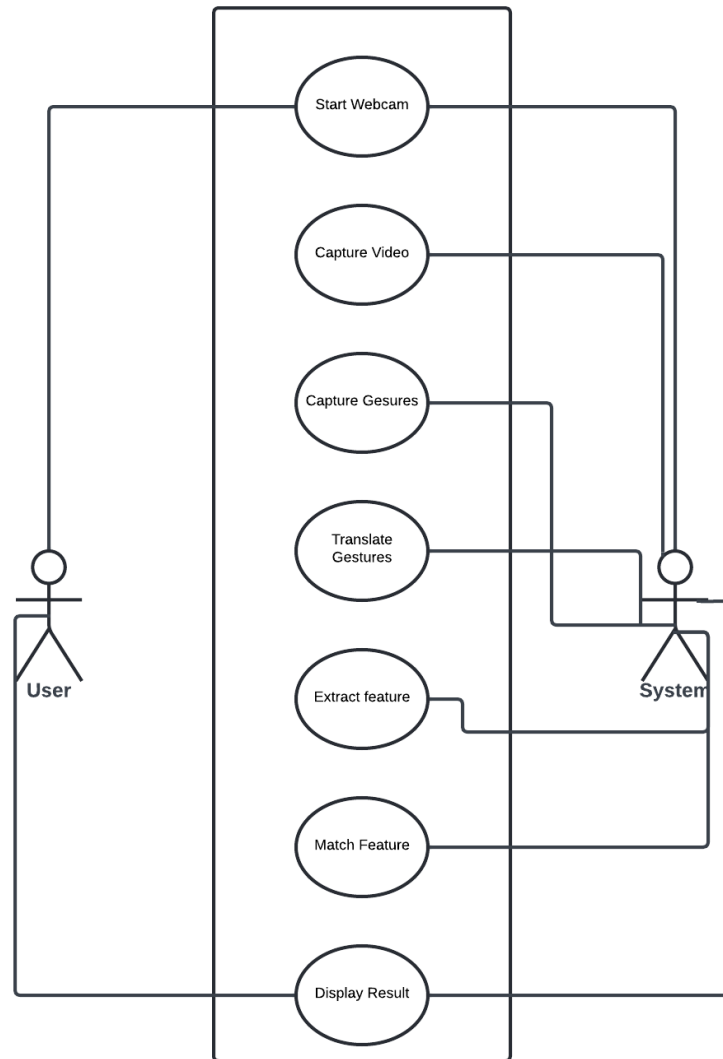 Start Webcam
Capture Video
Capture Gesures
Translate
Gestures
User
System
Extract feature
Match Feature
Display Result